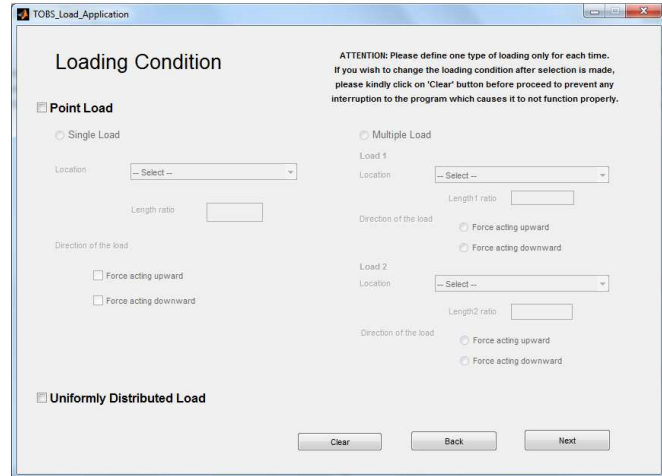 TOBS_Load_Application
Loading Condition
ATTENTION: Please define one type of loading only for each time.
If you wish to change the loading condition after selection is made,
please kindly click on 'Clear' button before proceed to prevent any
interruption to the program which causes it to not function properly.
Point Load
Single Load
Location
-- Select --
Length ratio
Direction of the load
Force acting upward
Force acting downward
Multiple Load
Load 1
Location
-- Select --
Length1 ratio
Direction of the load
Force acting upward
Force acting downward
Load 2
Location
-- Select --
Length2 ratio
Direction of the load
Force acting upward
Force acting downward
Uniformly Distributed Load
Clear
Back
Next